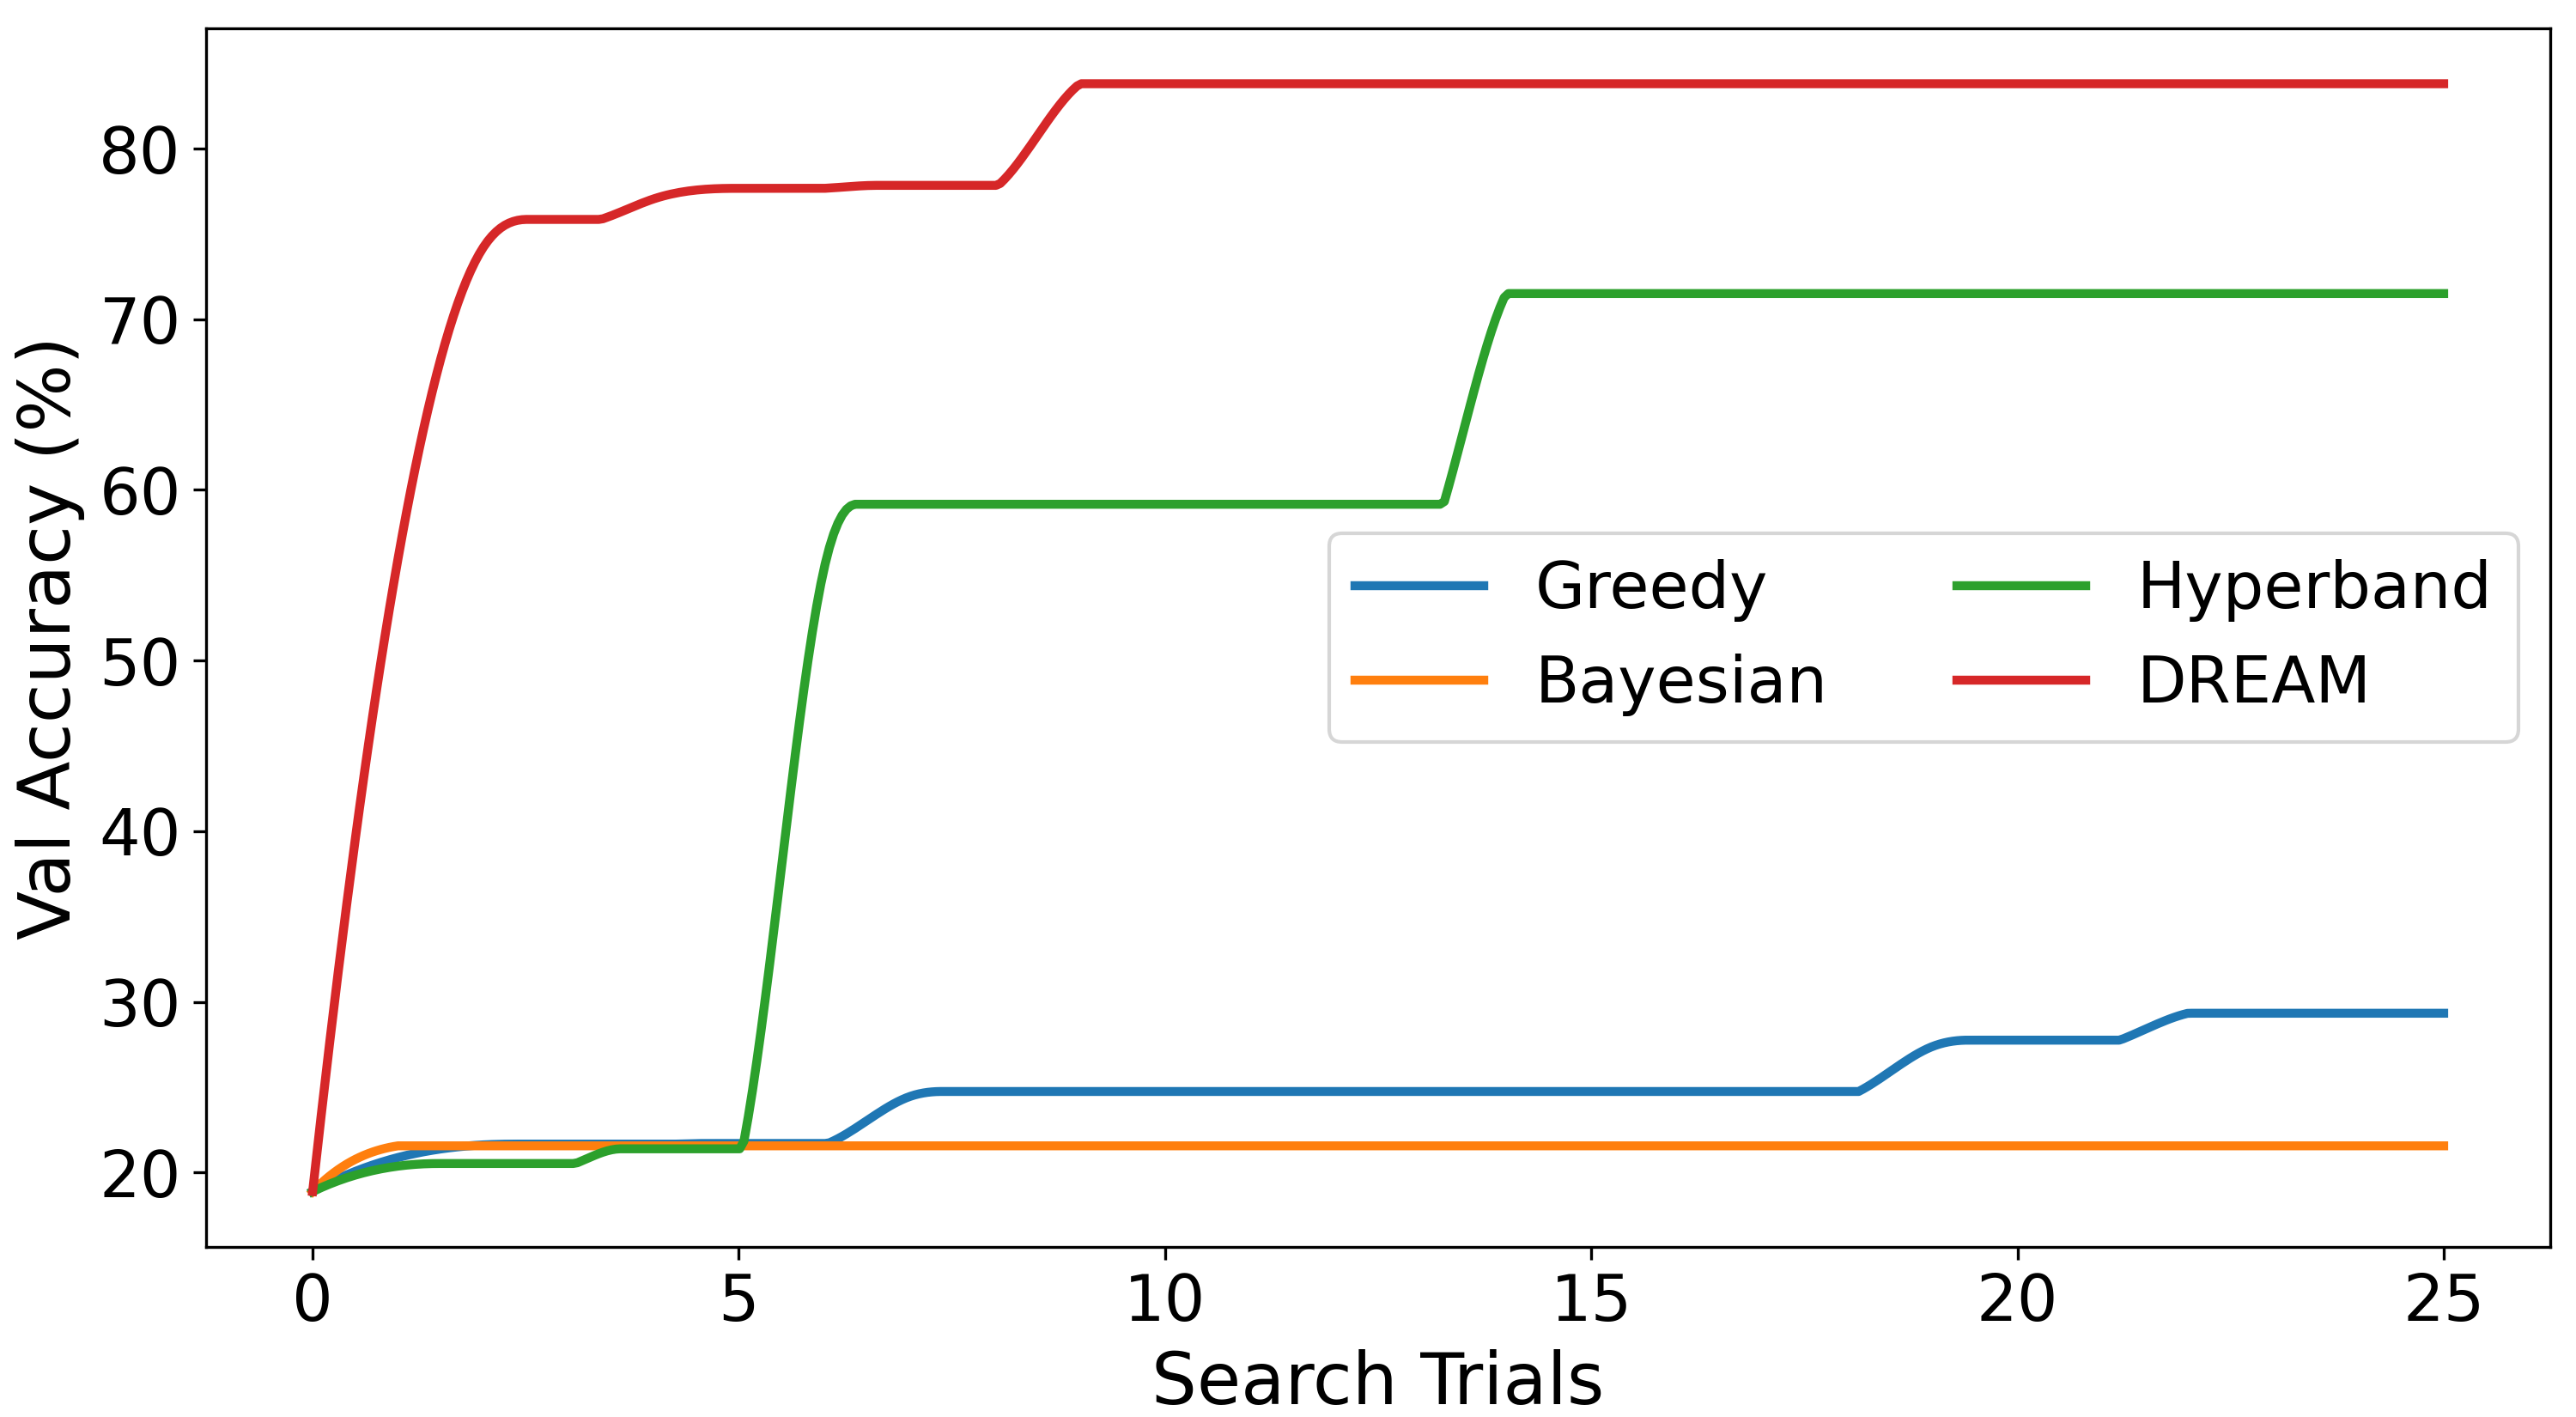 Val Accuracy (%)
80
70
60
50
40
30
20
Greedy
Bayesian
Hyperband
DREAM
0 5 10 15 20 25
Search Trials